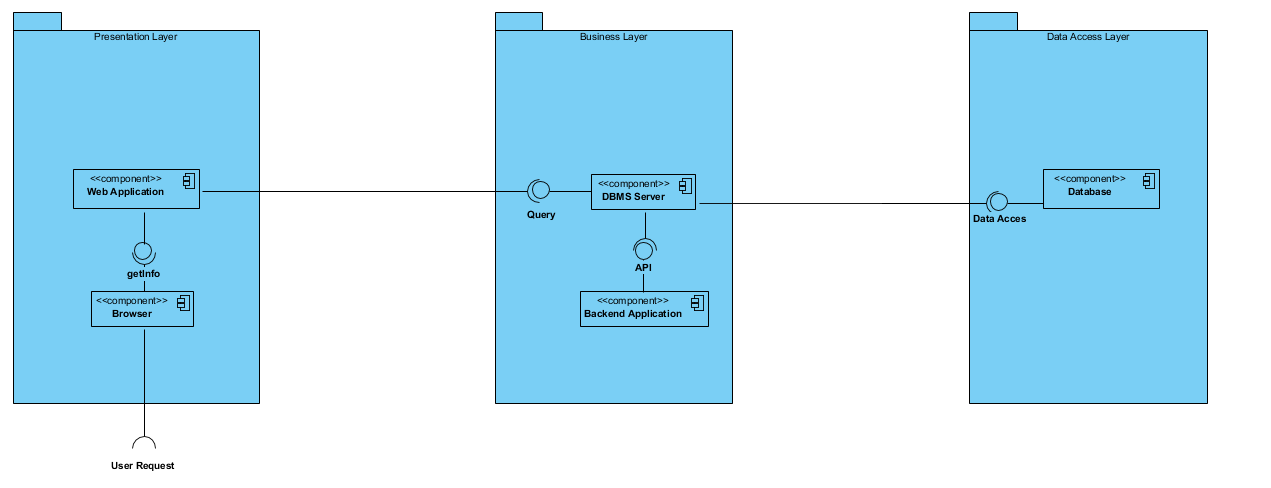 Presentation Layer
Business Layer
Data Access Layer
<<component>>
Web Application
<<component>>
DBMS Server
<<component>>
Database
Query
Data Acces
getInfo
API
<<component>>
Browser
<<component>>
Backend Application
User Request